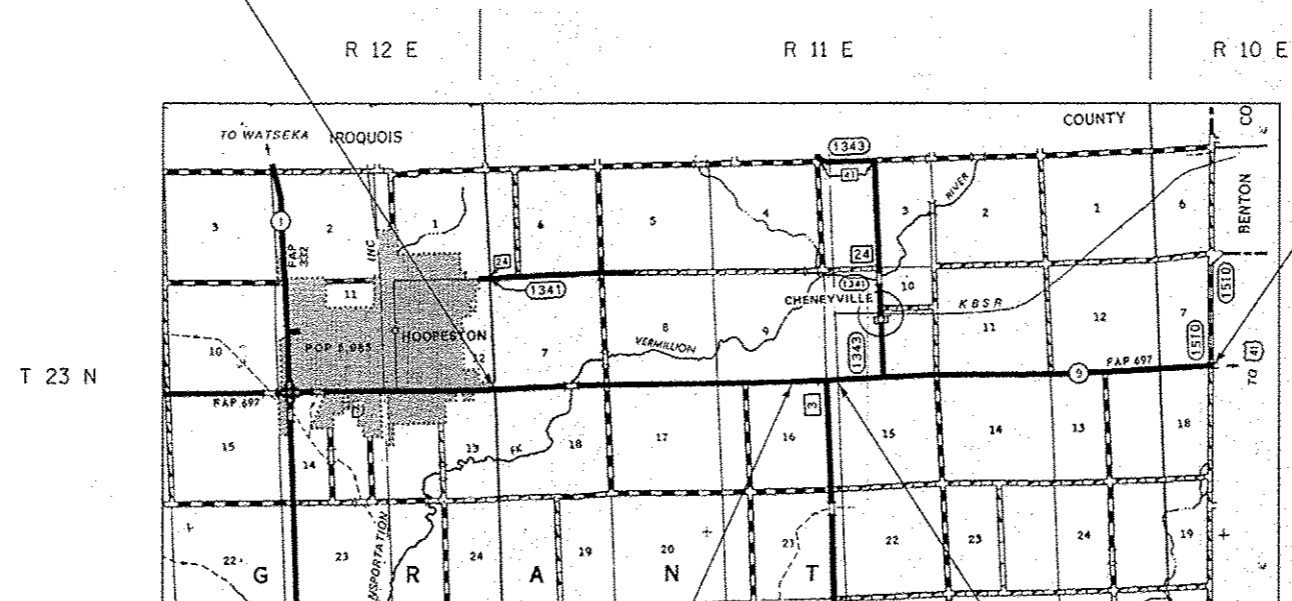 R 12 E
R 11 E
R 10 E
TO WATSEKA
IROQUOIS
COUNTY
CO
BENTON
1343
41
RIVER
3
2
1
6
5
4
3
2
1
6
1
FAP 332
INC
24
1341
24
1341
CHENEYVILLE
10
KBSR
11
10
HOOPESTON
12
7
8
VERMILLION
9
11
12
7
1510
1510
T 23 N
1343
FAP 697
9
FAP 697
TO 41
3
15
14
13
FK
18
17
16
15
14
13
18
22
23
24
19
20
21
22
23
24
19
G R A N T
NSPORTATION